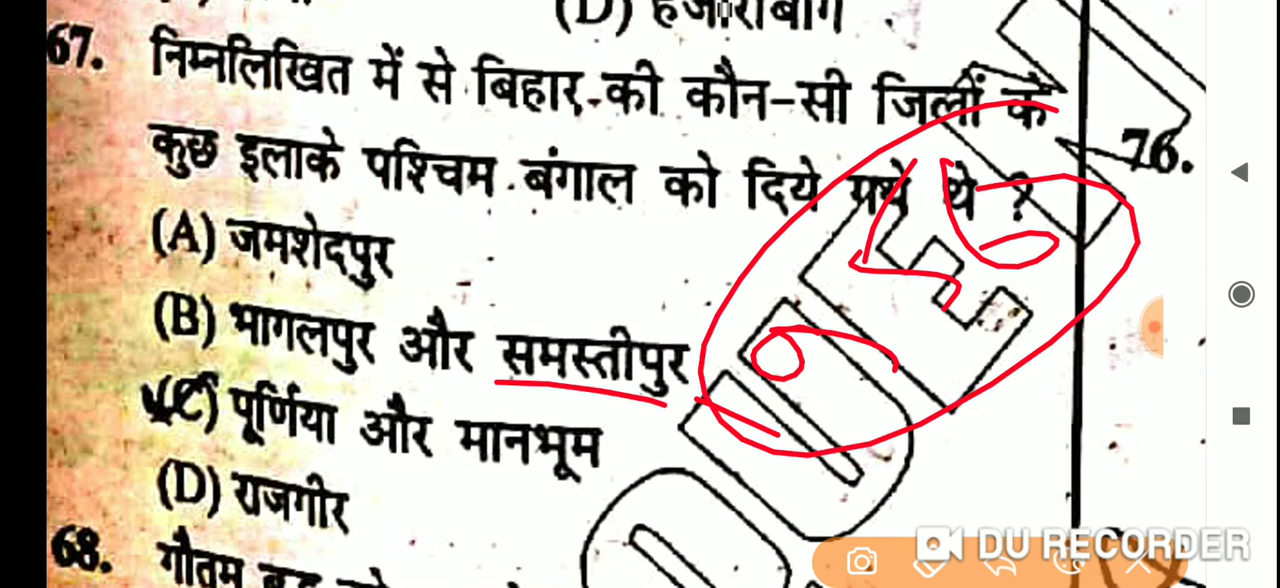 (D) हजारीबाग
67. निम्नलिखित में से बिहार की कौन-सी जिलों के
कुछ इलाके पश्चिम बंगाल को दिये गये थे ?
(A) जमशेदपुर
(B) भागलपुर और समस्तीपुर
(C) पूर्णिया और मानभूम
(D) राजगीर
68. गौतम बुद्ध
76.
DU RECORDER